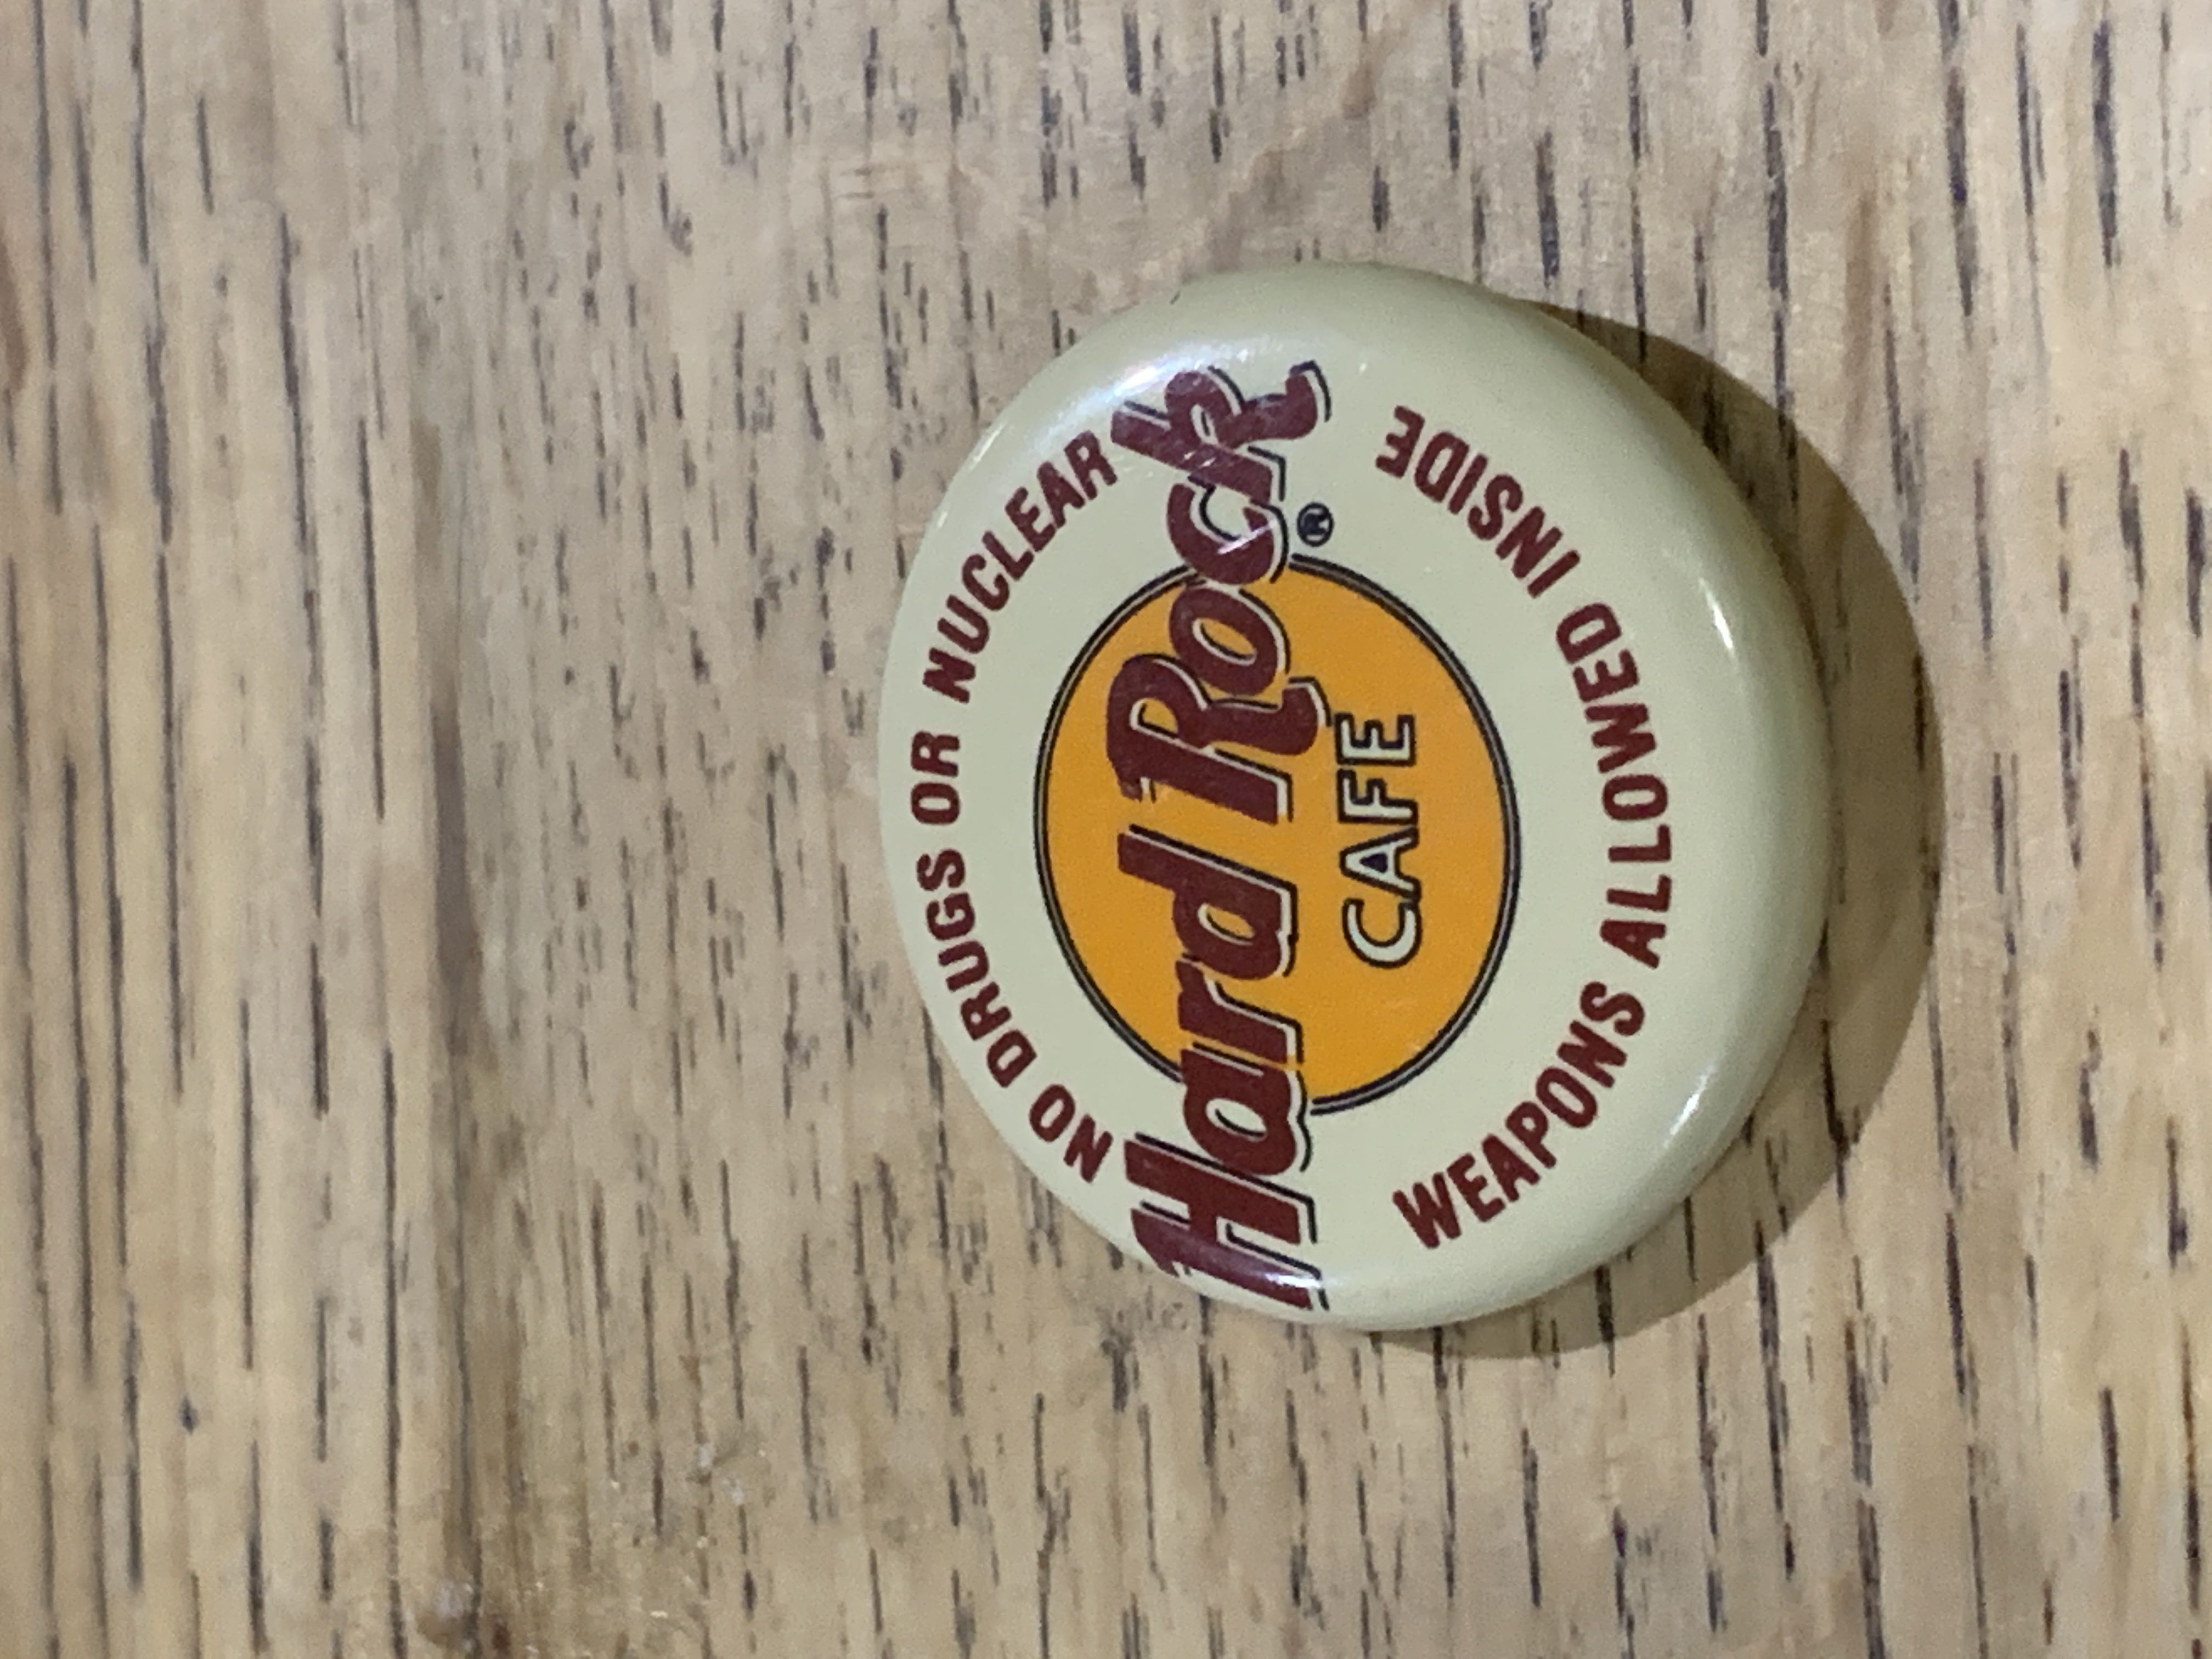 NO DRUGS OR NUCLEAR
Hard Rock
®
CAFE
WEAPONS ALLOWED INSIDE